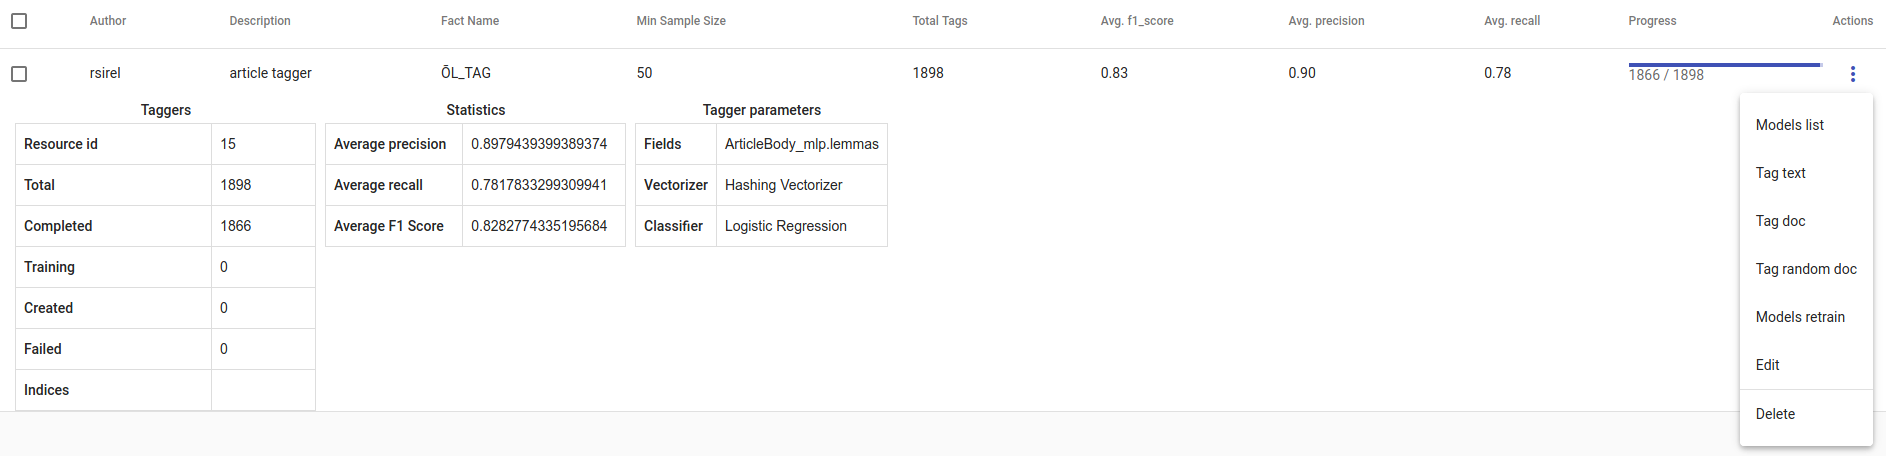 Author Description Fact Name Min Sample Size Total Tags Avg. f1_score Avg. precision Avg. recall Progress Actions
rsirel article tagger ÕL_TAG 50 1898 0.83 0.90 0.78 1866 / 1898
Taggers
Resource id 15
Total 1898
Completed 1866
Training 0
Created 0
Failed 0
Indices
Statistics
Average precision 0.8979439399389374
Average recall 0.7817833299309941
Average F1 Score 0.8282774335195684
Tagger parameters
Fields ArticleBody_mlp.lemmas
Vectorizer Hashing Vectorizer
Classifier Logistic Regression
Models list
Tag text
Tag doc
Tag random doc
Models retrain
Edit
Delete